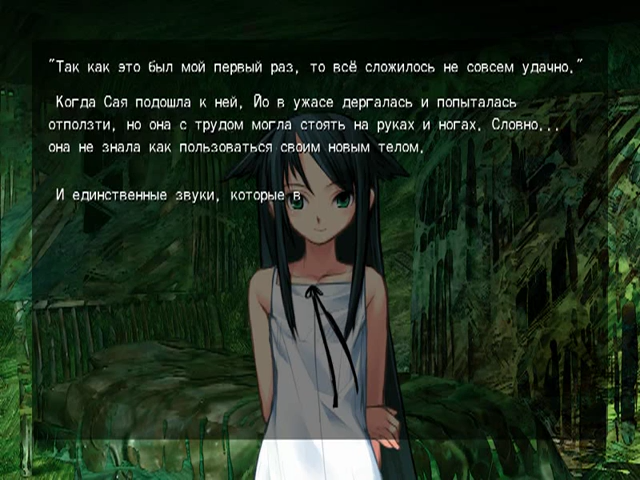 "Так как это был мой первый раз, то всё сложилось не совсем удачно."
Когда Сая подошла к ней, Йо в ужасе дергалась и попыталась
отползти, но она с трудом могла стоять на руках и ногах. Словно...
она не знала как пользоваться своим новым телом.
И единственные звуки, которые в